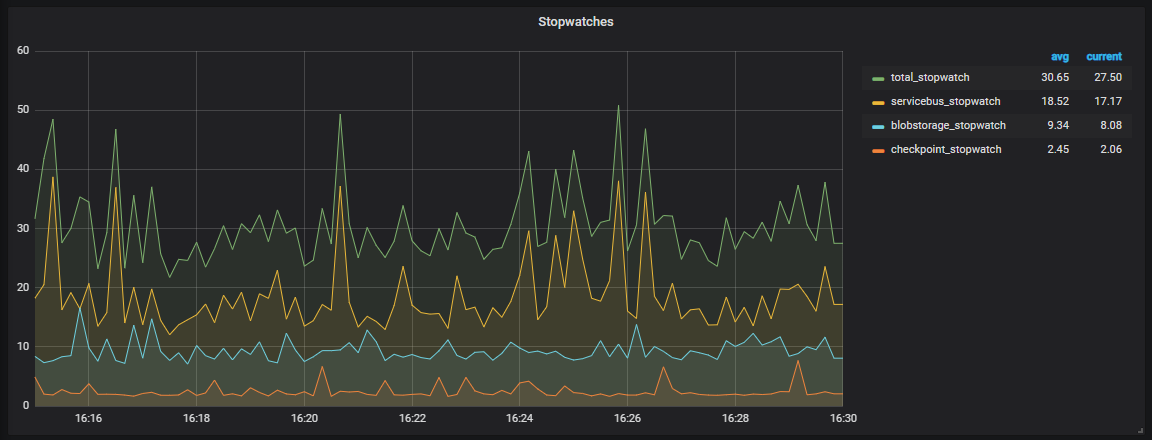 Stopwatches
60
50
40
30
20
10
0
16:16 16:18 16:20 16:22 16:24 16:26 16:28 16:30
avg current
total_stopwatch 30.65 27.50
servicebus_stopwatch 18.52 17.17
blobstorage_stopwatch 9.34 8.08
checkpoint_stopwatch 2.45 2.06